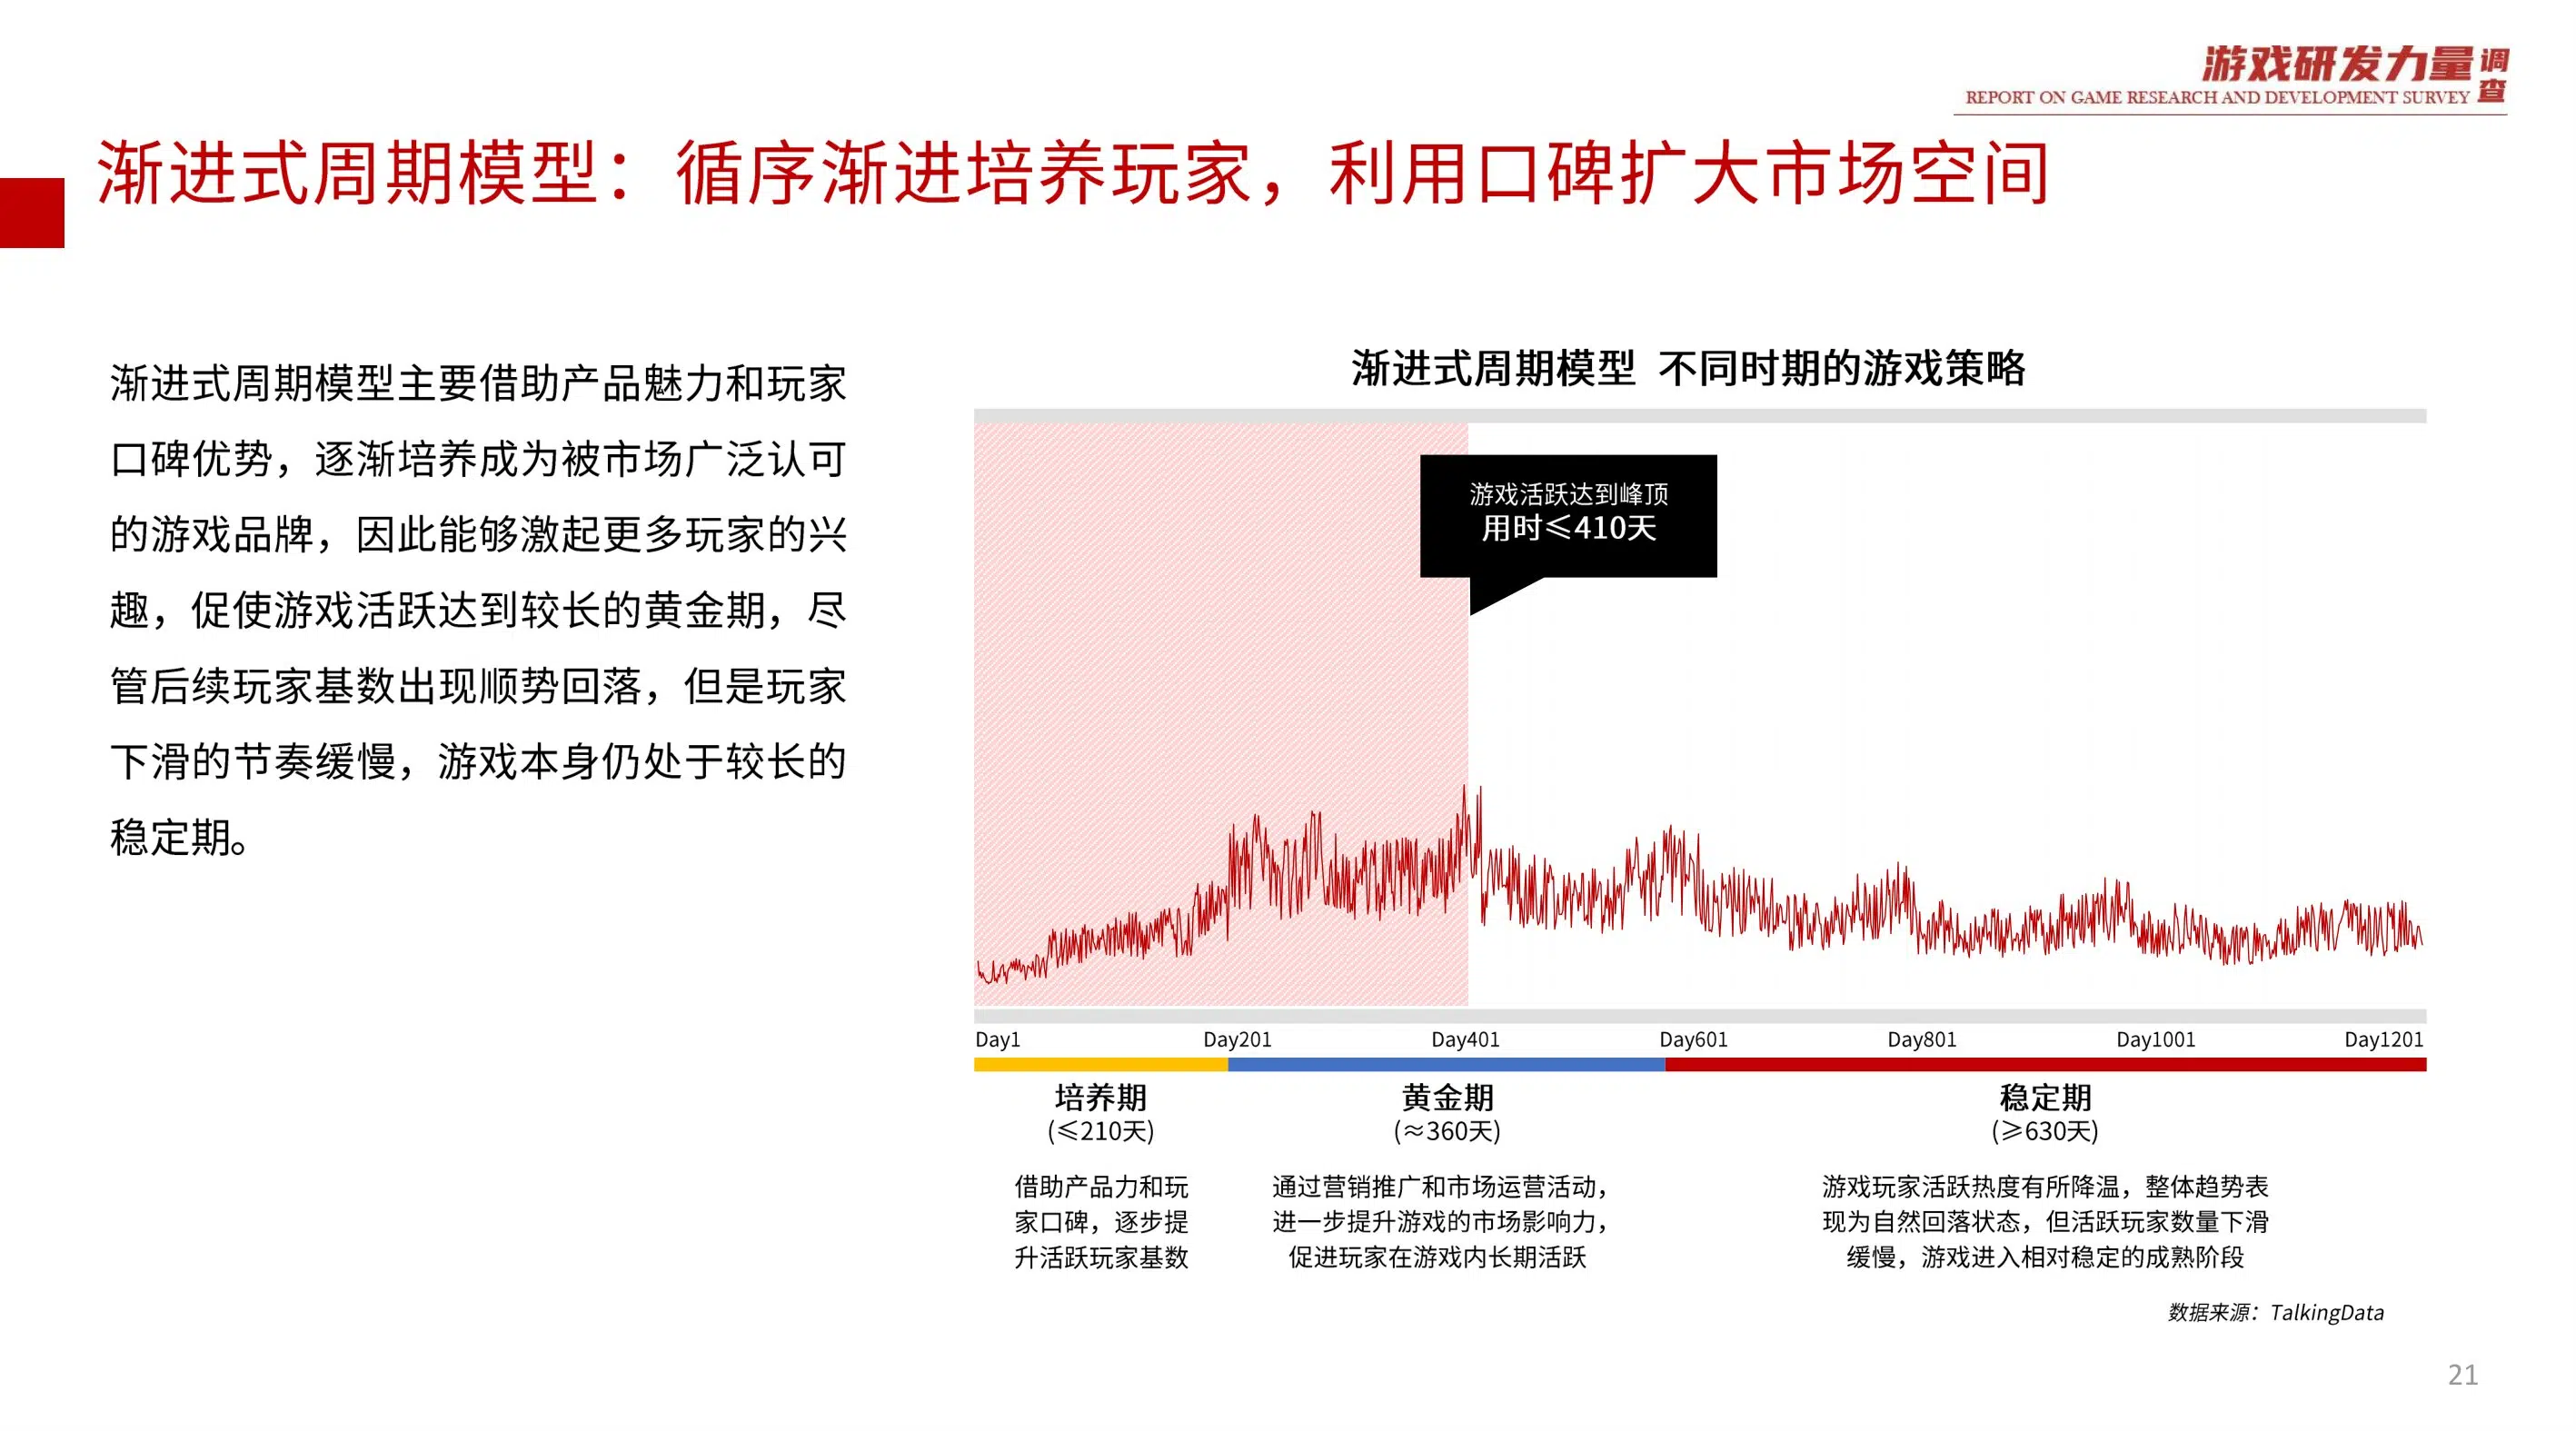 游戏研发力量调查
REPORT ON GAME RESEARCH AND DEVELOPMENT SURVEY
渐进式周期模型：循序渐进培养玩家，利用口碑扩大市场空间
渐进式周期模型主要借助产品魅力和玩家
口碑优势，逐渐培养成为被市场广泛认可
的游戏品牌，因此能够激起更多玩家的兴
趣，促使游戏活跃达到较长的黄金期，尽
管后续玩家基数出现顺势回落，但是玩家
下滑的节奏缓慢，游戏本身仍处于较长的
稳定期。
渐进式周期模型 不同时期的游戏策略
游戏活跃达到峰顶
用时≤410天
Day1 Day201 Day401 Day601 Day801 Day1001 Day1201
培养期
(≤210天)
借助产品力和玩
家口碑，逐步提
升活跃玩家基数
黄金期
(≈360天)
通过营销推广和市场运营活动，
进一步提升游戏的市场影响力，
促进玩家在游戏内长期活跃
稳定期
(≥630天)
游戏玩家活跃热度有所降温，整体趋势表
现为自然回落状态，但活跃玩家数量下滑
缓慢，游戏进入相对稳定的成熟阶段
数据来源：TalkingData
21